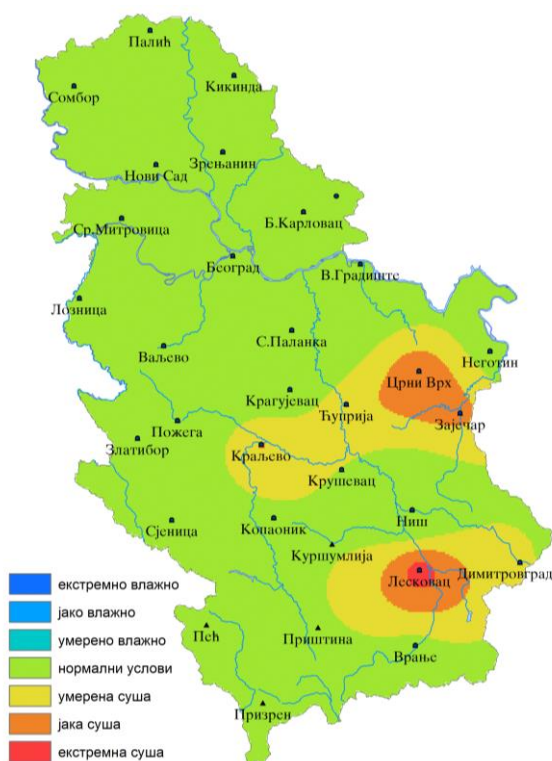 Палић
Кикинда
Сомбор
Зрењанин
Нови Сад
Б.Карловац
Ср.Митровица
Београд
В.Градиште
Лозница
С.Паланка
Ваљево
Неготин
Црни Врх
Крагујевац
Ћуприја
Зајечар
Пожега
Златибор
Краљево
Крушевац
Ниш
Копаоник
Сјеница
Куршумлија
Димитровград
Лесковац
Пећ
Приштина
Врање
Призрен
екстремно влажно
јако влажно
умерено влажно
нормални услови
умерена суша
јака суша
екстремна суша